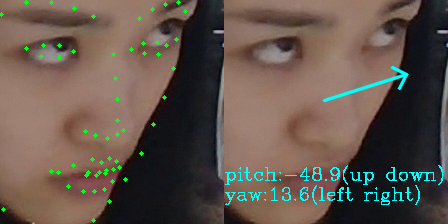 pitch:-48.9(up down)
yaw:13.6(left right)